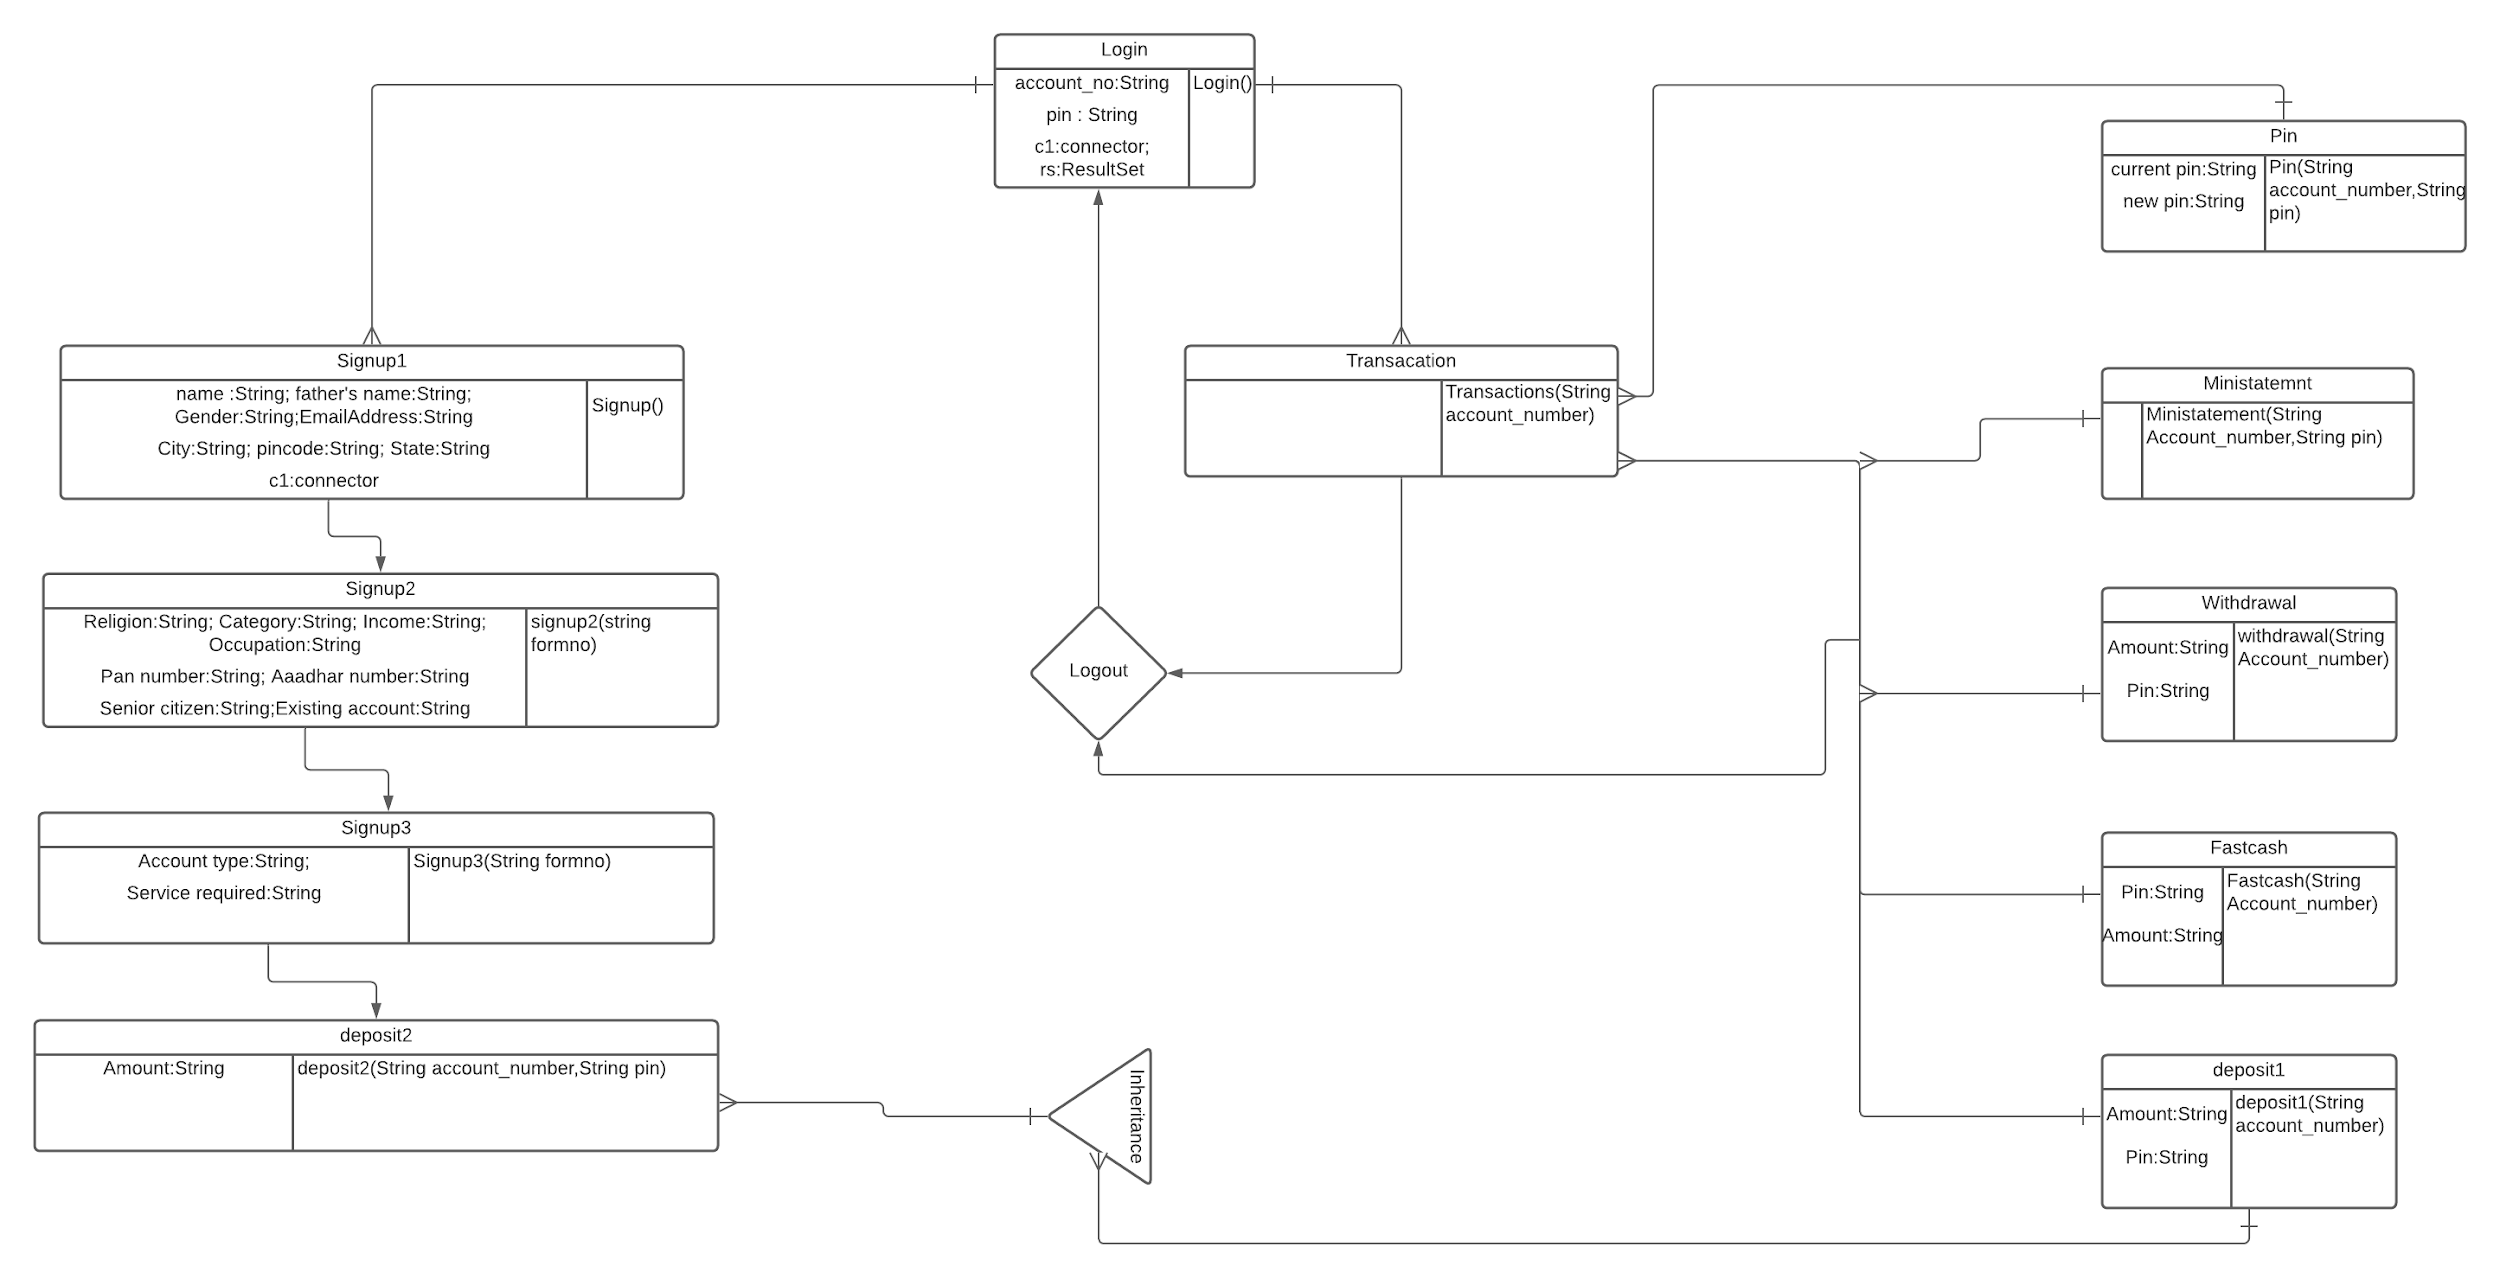 Login
account_no:String
pin : String
c1:connector;
rs:ResultSet
Login()
Pin
current pin:String
new pin:String
Pin(String
account_number,String
pin)
Signup1
name :String; father's name:String;
Gender:String;EmailAddress:String
City:String; pincode:String; State:String
c1:connector
Signup()
Transacation
Transactions(String
account_number)
Ministatemnt
Ministatement(String
Account_number,String pin)
Signup2
Religion:String; Category:String; Income:String;
Occupation:String
Pan number:String; Aaadhar number:String
Senior citizen:String;Existing account:String
signup2(string
formno)
Logout
Withdrawal
Amount:String
Pin:String
withdrawal(String
Account_number)
Signup3
Account type:String;
Service required:String
Signup3(String formno)
Fastcash
Pin:String
Amount:String
Fastcash(String
Account_number)
deposit2
Amount:String
deposit2(String account_number,String pin)
Inheritance
deposit1
Amount:String
Pin:String
deposit1(String
account_number)